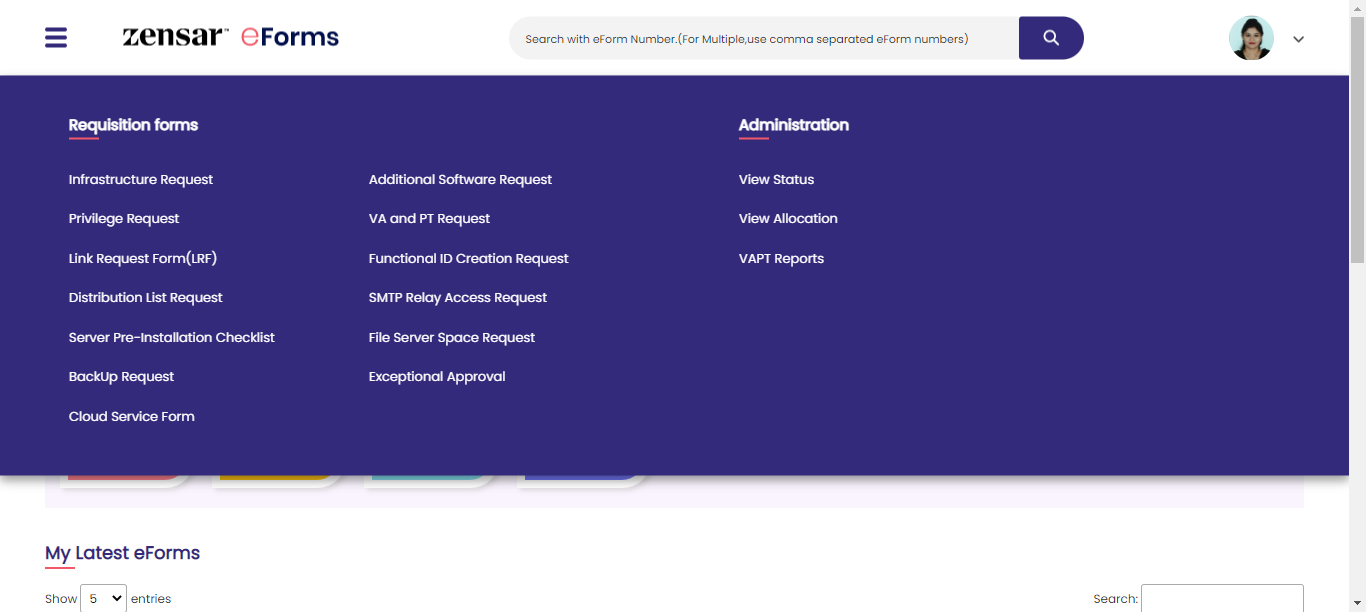 zensar™ eForms
Search with eForm Number.(For Multiple,use comma separated eForm numbers)
Requisition forms
Administration
Infrastructure Request
Additional Software Request
View Status
Privilege Request
VA and PT Request
View Allocation
Link Request Form(LRF)
Functional ID Creation Request
VAPT Reports
Distribution List Request
SMTP Relay Access Request
Server Pre-Installation Checklist
File Server Space Request
BackUp Request
Exceptional Approval
Cloud Service Form
My Latest eForms
Show 5 entries
Search: